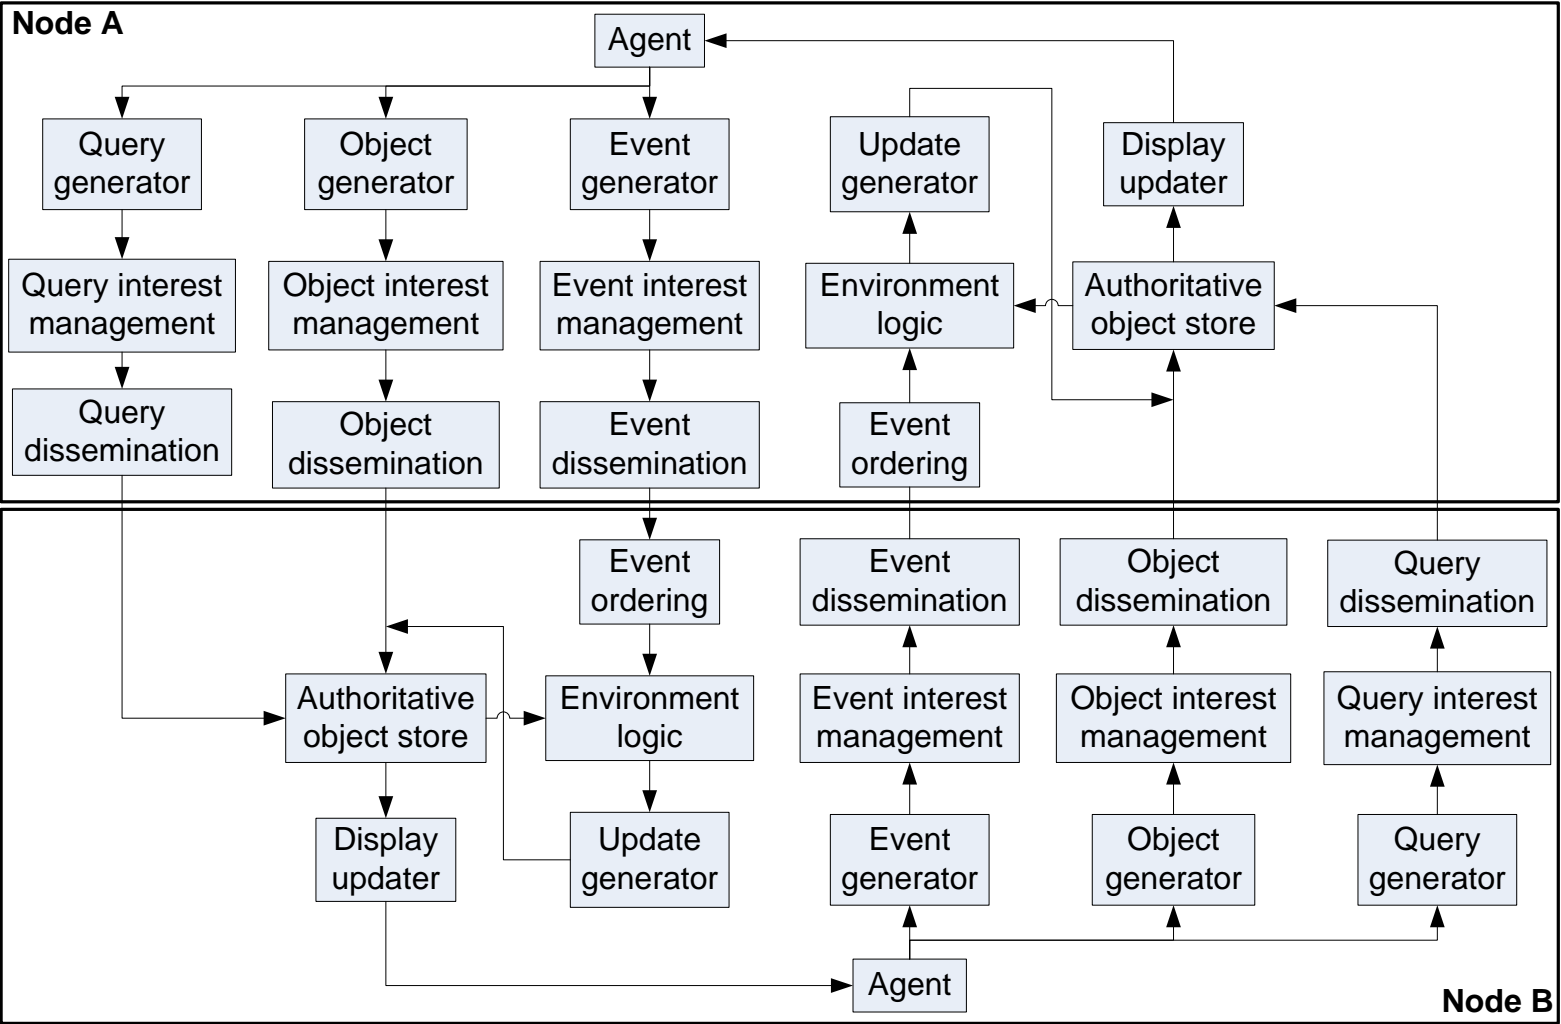 Node A
Agent
Query
generator
Object
generator
Event
generator
Update
generator
Display
updater
Query interest
management
Object interest
management
Event interest
management
Environment
logic
Authoritative
object store
Query
dissemination
Object
dissemination
Event
dissemination
Event
ordering
Event
ordering
Event
dissemination
Object
dissemination
Query
dissemination
Authoritative
object store
Environment
logic
Event interest
management
Object interest
management
Query interest
management
Display
updater
Update
generator
Event
generator
Object
generator
Query
generator
Agent
Node B